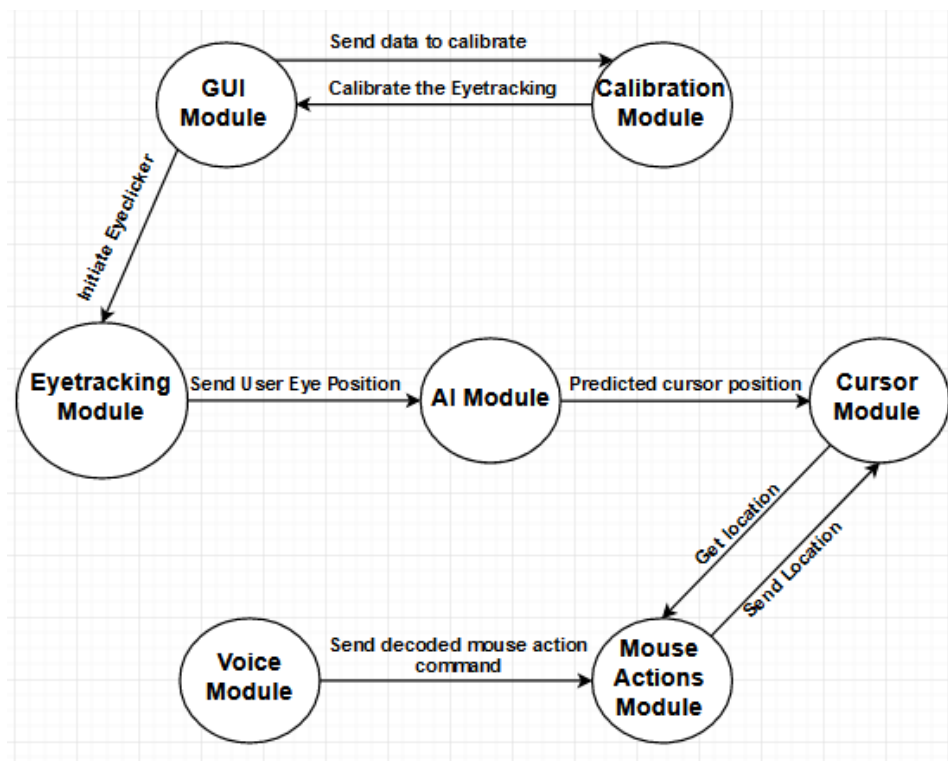 Send data to calibrate
GUI
Module
Calibrate the Eyetracking
Calibration
Module
Initiate Eyeclicker
Eyetracking
Module
Send User Eye Position
AI Module
Predicted cursor position
Cursor
Module
Get location
Send Location
Voice
Module
Send decoded mouse action
command
Mouse
Actions
Module